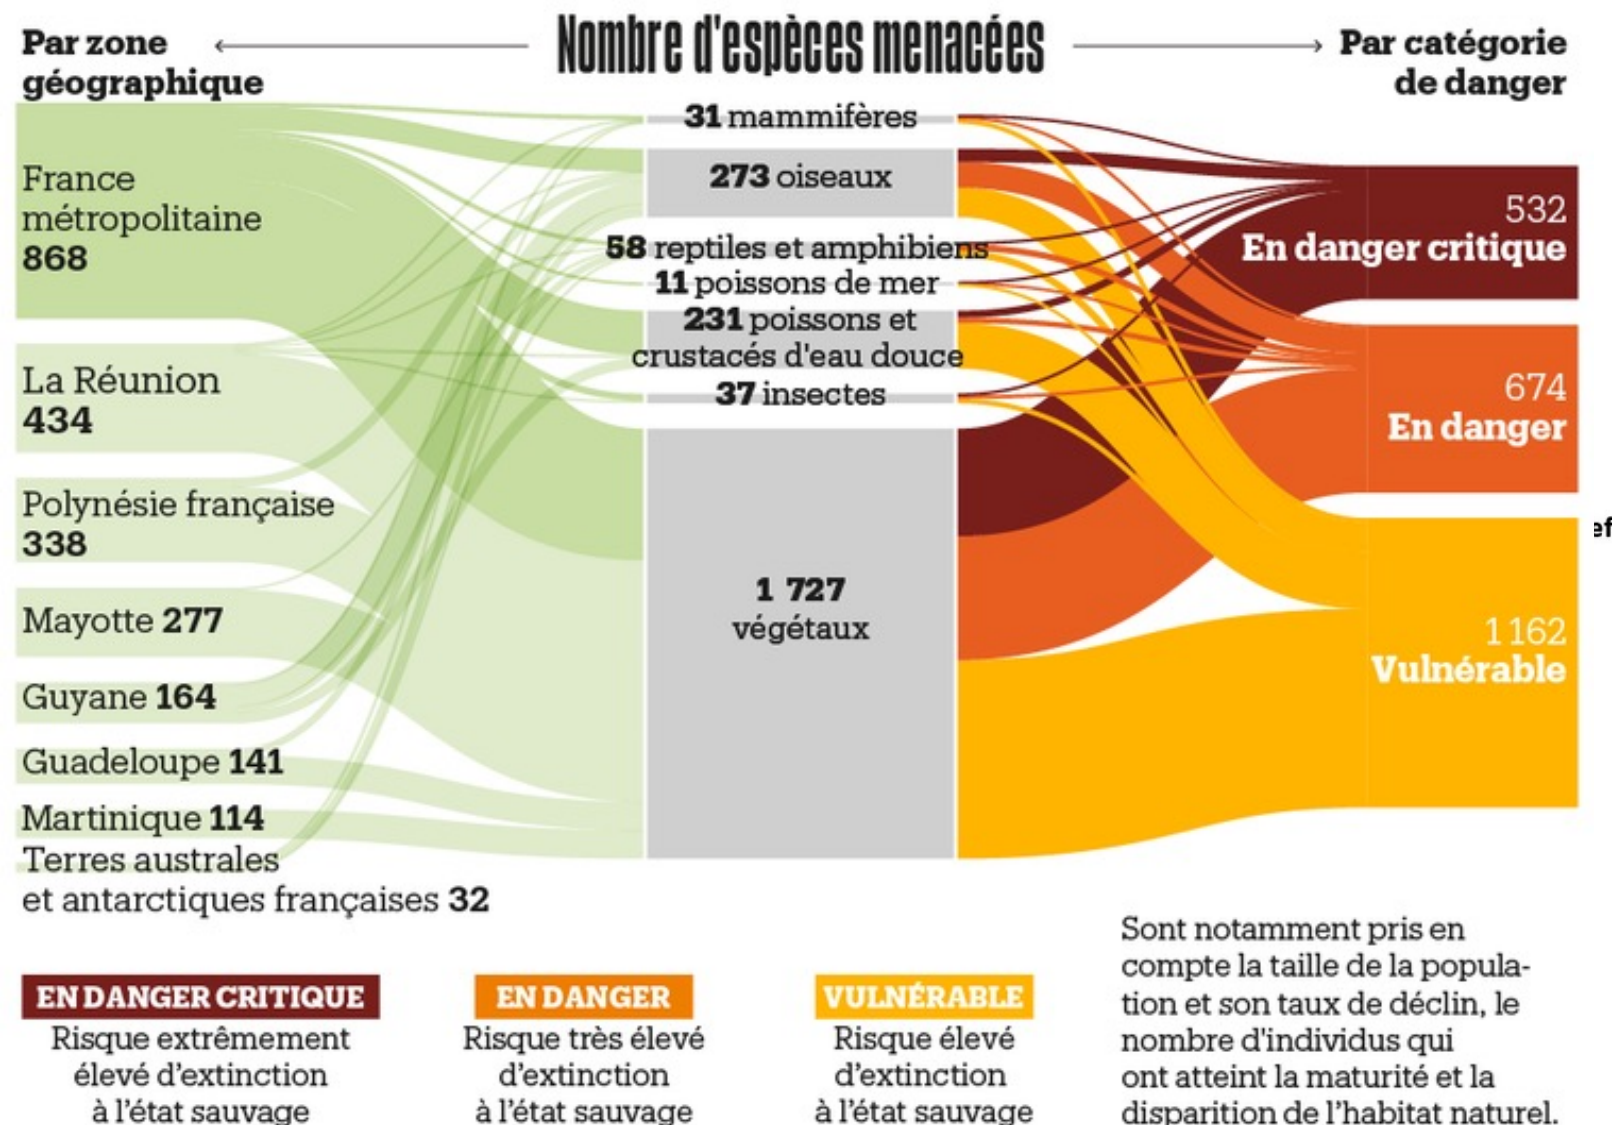 Nombre d'espèces menacées
Par zone
géographique
Par catégorie
de danger
France
métropolitaine
868
La Réunion
434
Polynésie française
338
Mayotte 277
Guyane 164
Guadeloupe 141
Martinique 114
Terres australes
et antarctiques françaises 32
31 mammifères
273 oiseaux
58 reptiles et amphibiens
11 poissons de mer
231 poissons et
crustacés d'eau douce
37 insectes
1 727
végétaux
532
En danger critique
674
En danger
ef
1 162
Vulnérable
EN DANGER CRITIQUE
Risque extrêmement
élevé d'extinction
à l'état sauvage
EN DANGER
Risque très élevé
d'extinction
à l'état sauvage
VULNÉRABLE
Risque élevé
d'extinction
à l'état sauvage
Sont notamment pris en
compte la taille de la popula-
tion et son taux de déclin, le
nombre d'individus qui
ont atteint la maturité et la
disparition de l'habitat naturel.